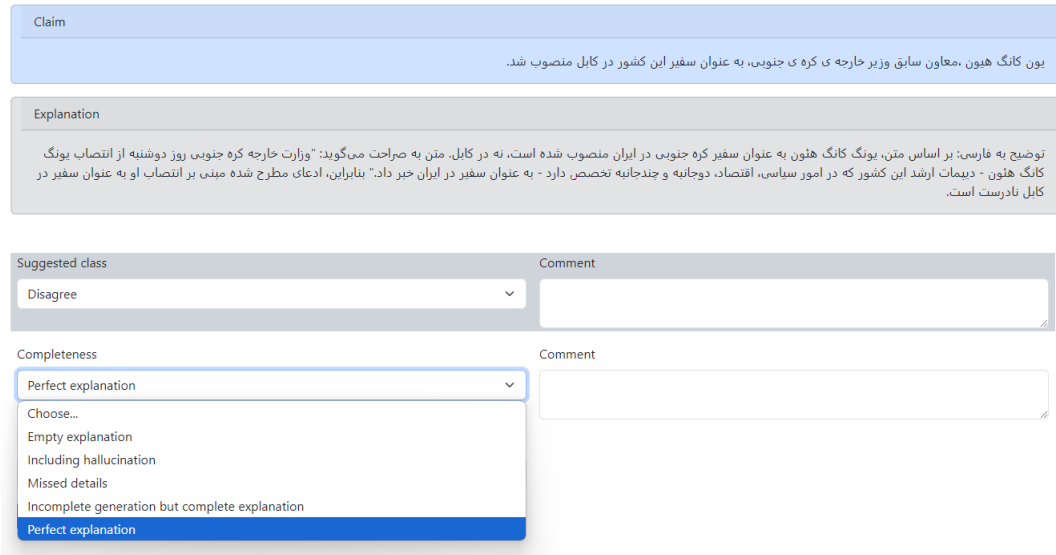 Claim
یون کانگ هیون ،معاون سابق وزیر خارجه ی کره ی جنوبی، به عنوان سفیر این کشور در کابل منصوب شد.
Explanation
توضیح به فارسی: بر اساس متن، یونگ کانگ هئون به عنوان سفیر کره جنوبی در ایران منصوب شده است، نه در کابل. متن به صراحت می‌گوید: "وزارت خارجه کره جنوبی روز دوشنبه از انتصاب یونگ
کانگ هئون - دیپمات ارشد این کشور که در امور سیاسی، اقتصاد، دوجانبه و چندجانبه تخصص دارد - به عنوان سفیر در ایران خبر داد." بنابراین، ادعای مطرح شده مبنی بر انتصاب او به عنوان سفیر در
کابل نادرست است.
Suggested class
Comment
Disagree
Completeness
Comment
Perfect explanation
Choose...
Empty explanation
Including hallucination
Missed details
Incomplete generation but complete explanation
Perfect explanation